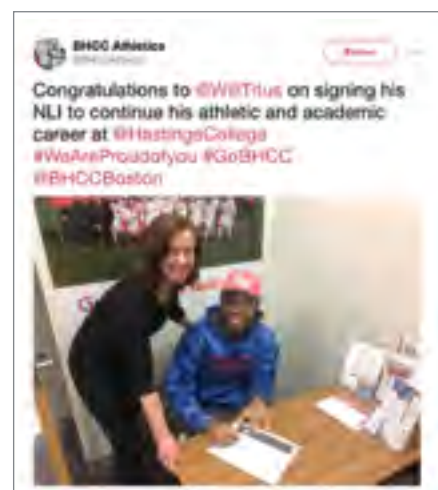 BHCC Athletics
Congratulations to @WillTitus on signing his
NLI to continue his athletic and academic
career at @HastingsCollege
#WeAreProudofyou #GoBHCC
@BHCCBoston